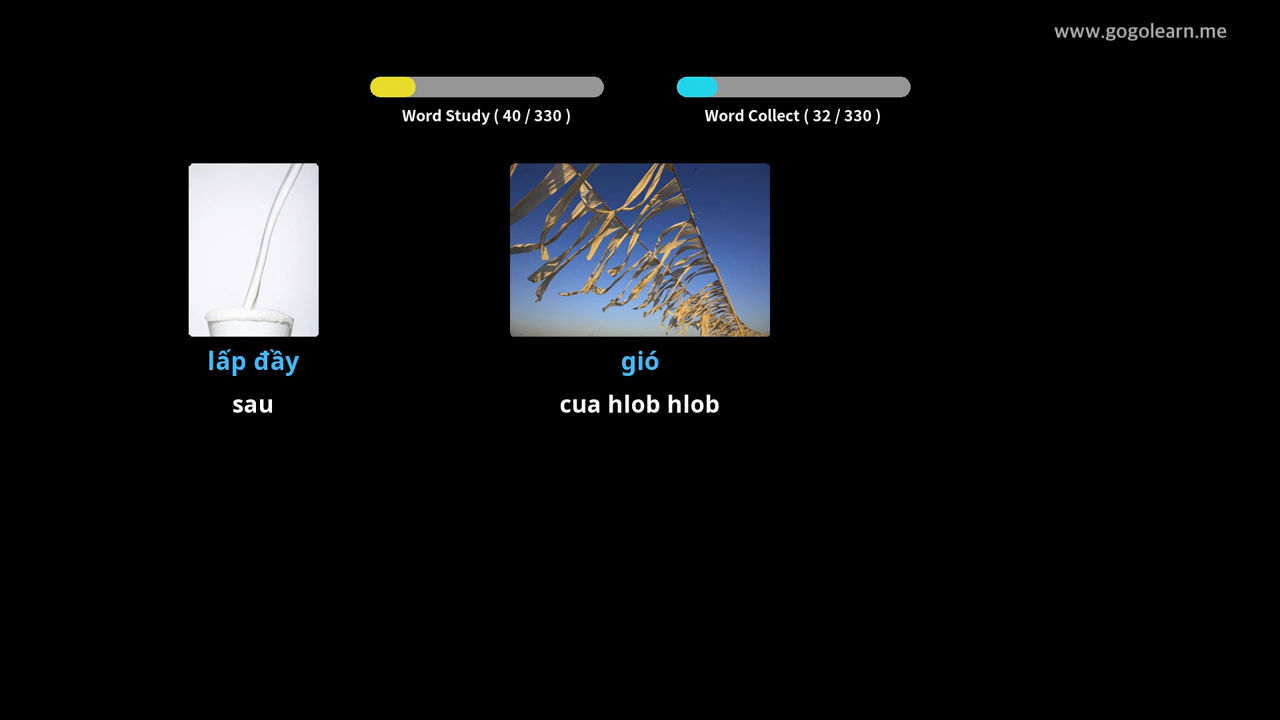 www.gogolearn.me
Word Study ( 40 / 330 )
Word Collect ( 32 / 330 )
lấp đầy
sau
gió
cua hlob hlob